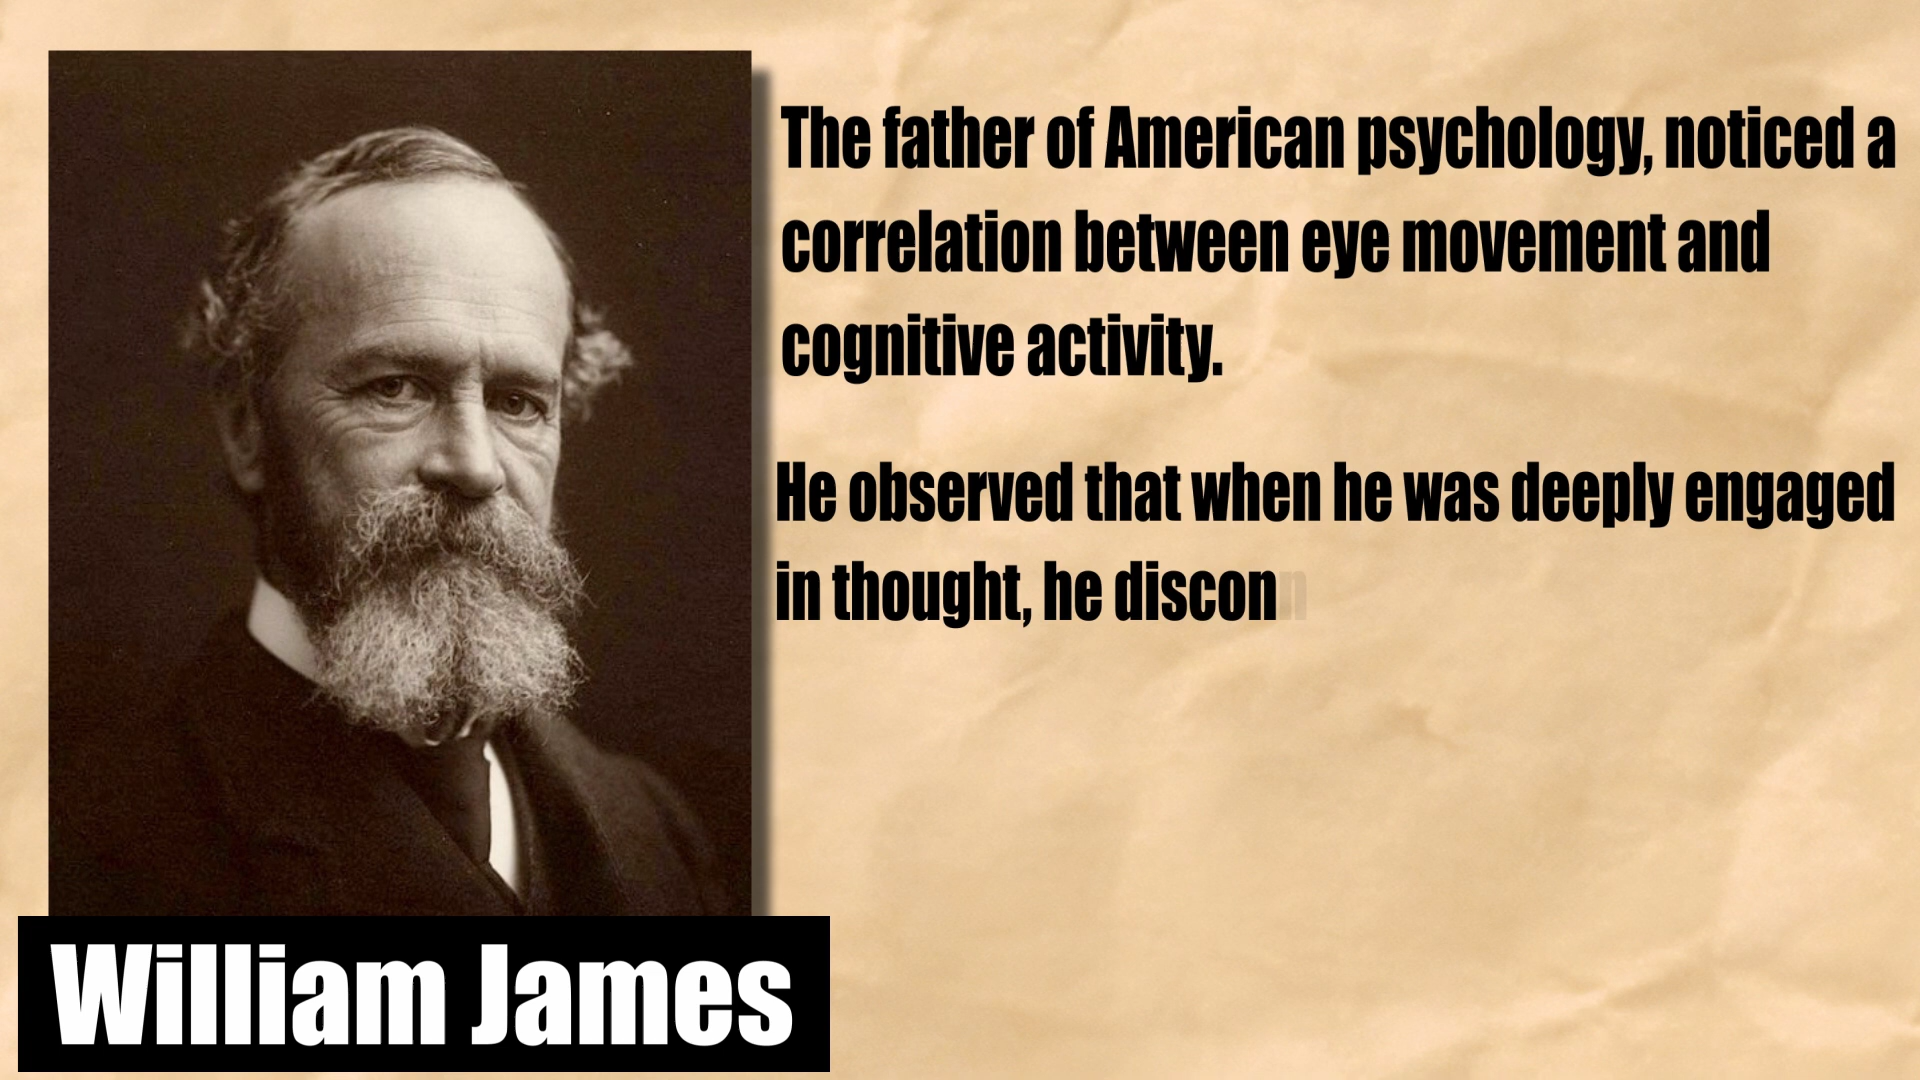 The father of American psychology, noticed a
correlation between eye movement and
cognitive activity.
He observed that when he was deeply engaged
in thought, he disconn
William James